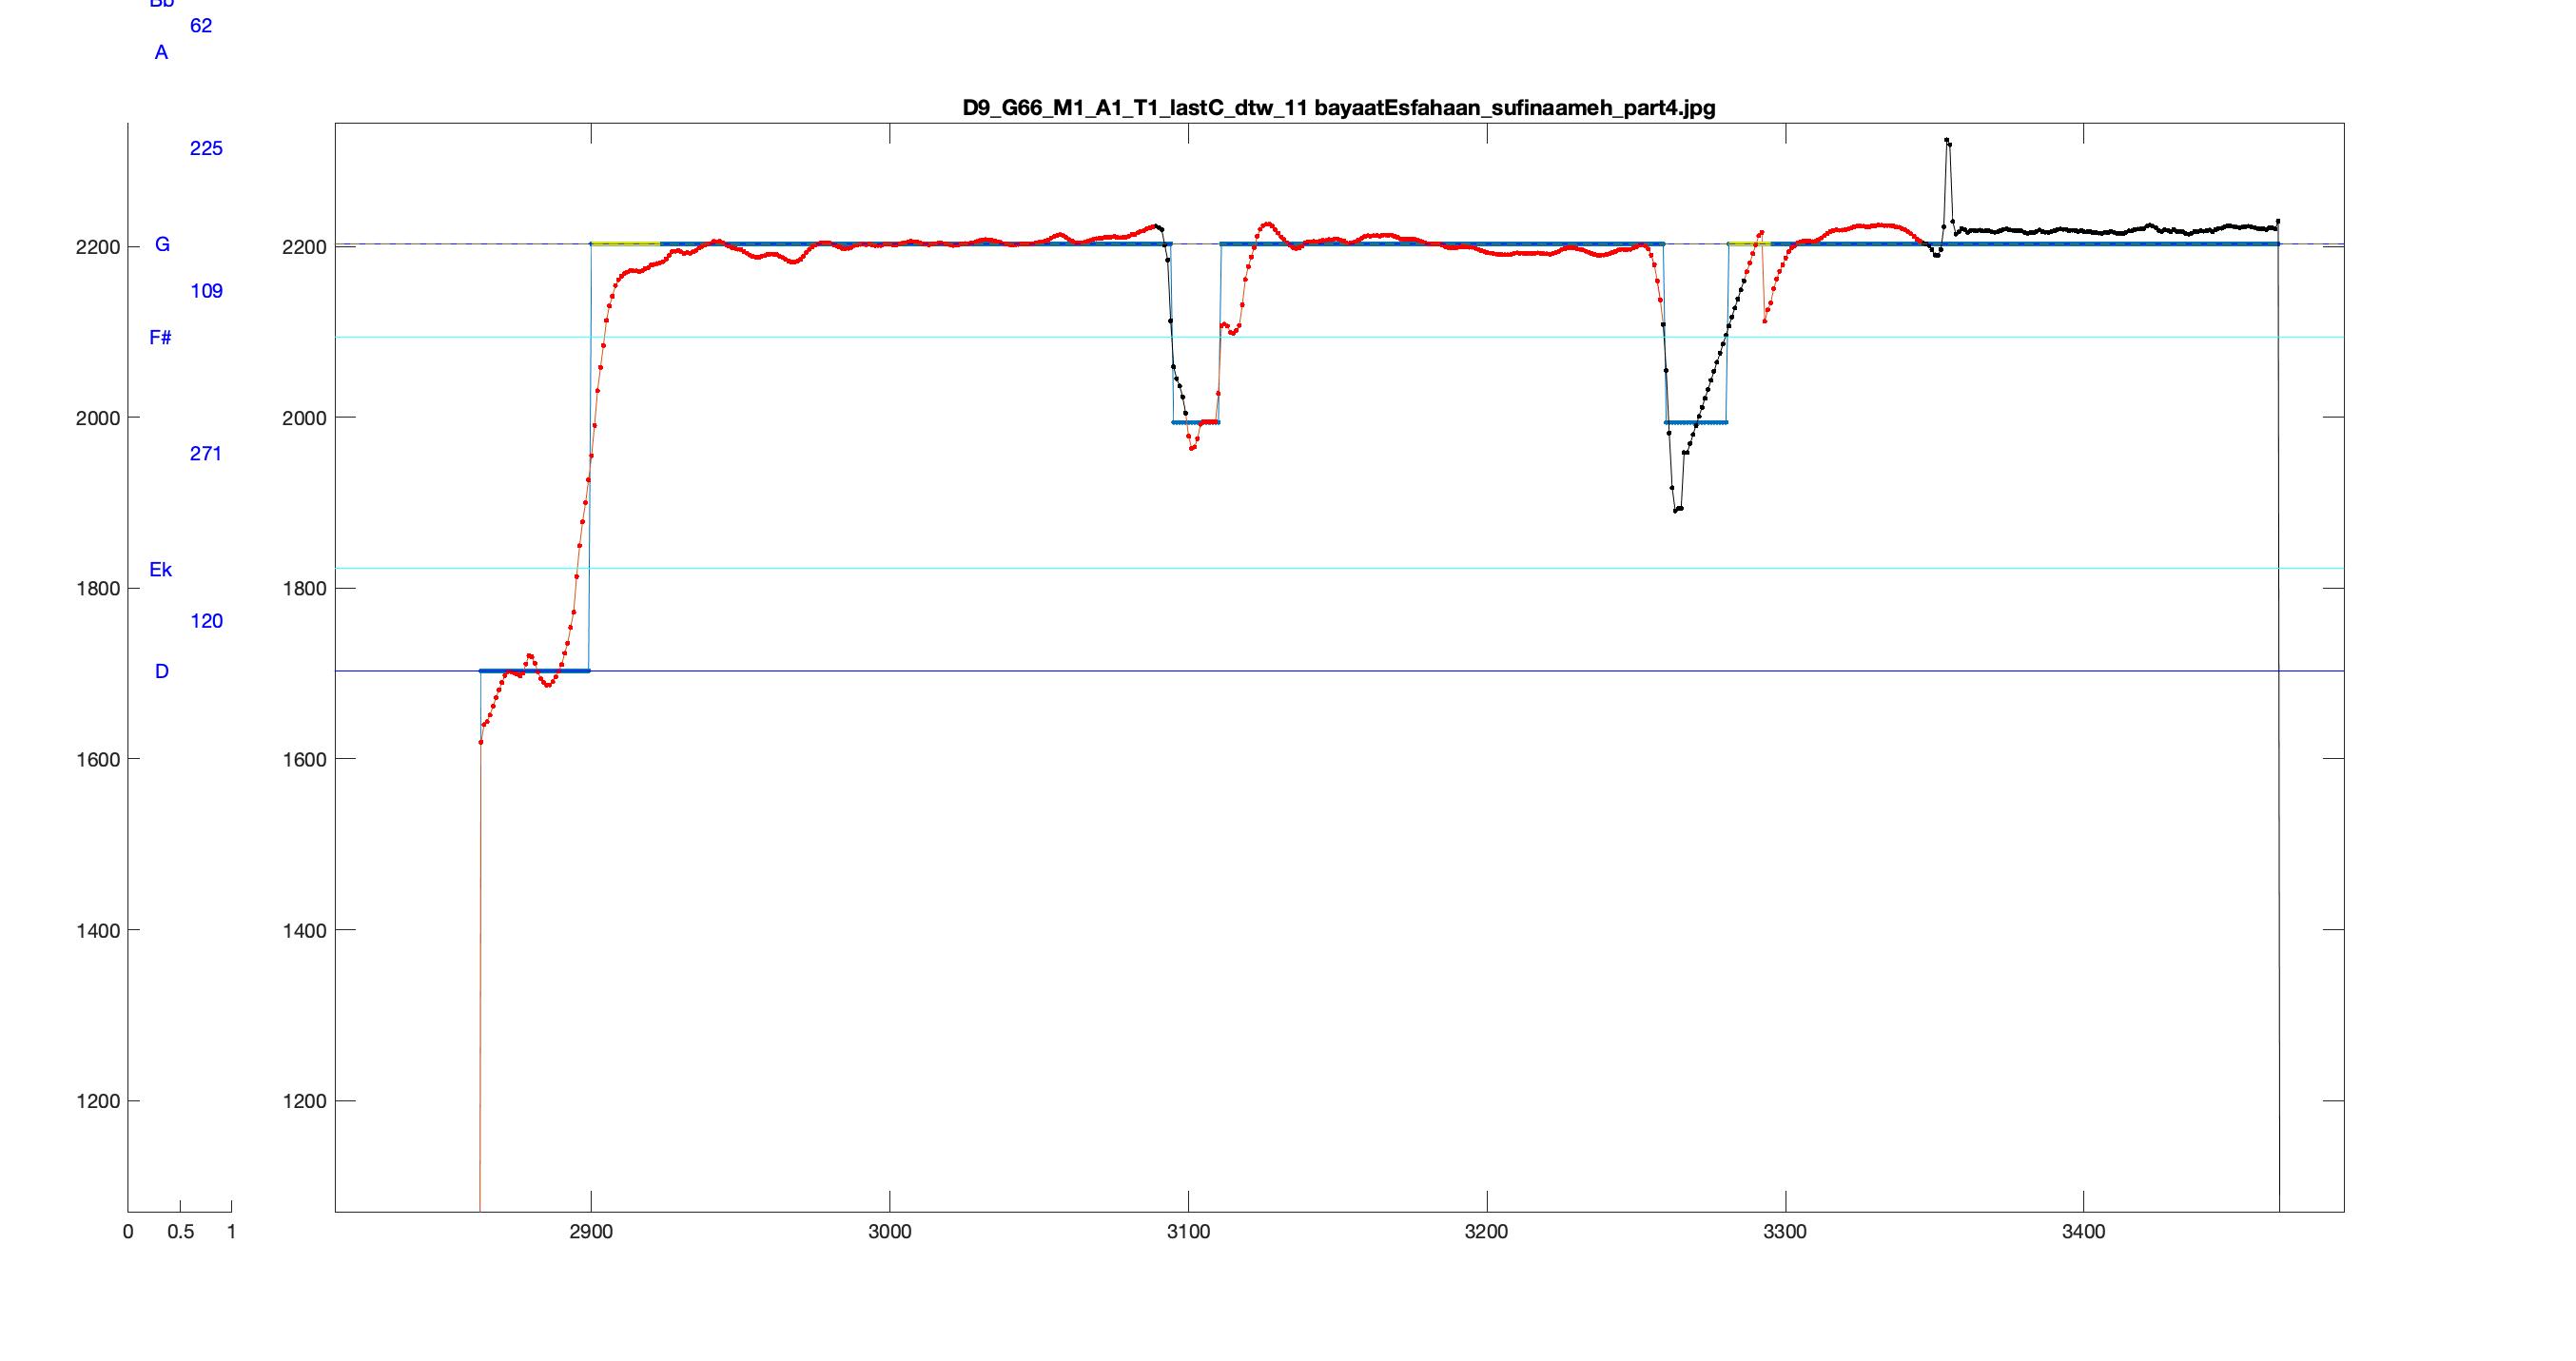 Bb
62
A
D9_G66_M1_A1_T1_lastC_dtw_11 bayaatEsfahaan_sufinaameh_part4.jpg
225
2200 G 2200
109
F#
2000 2000
271
Ek
1800 1800
120
D
1600 1600
1400 1400
1200 1200
0 0.5 1 2900 3000 3100 3200 3300 3400